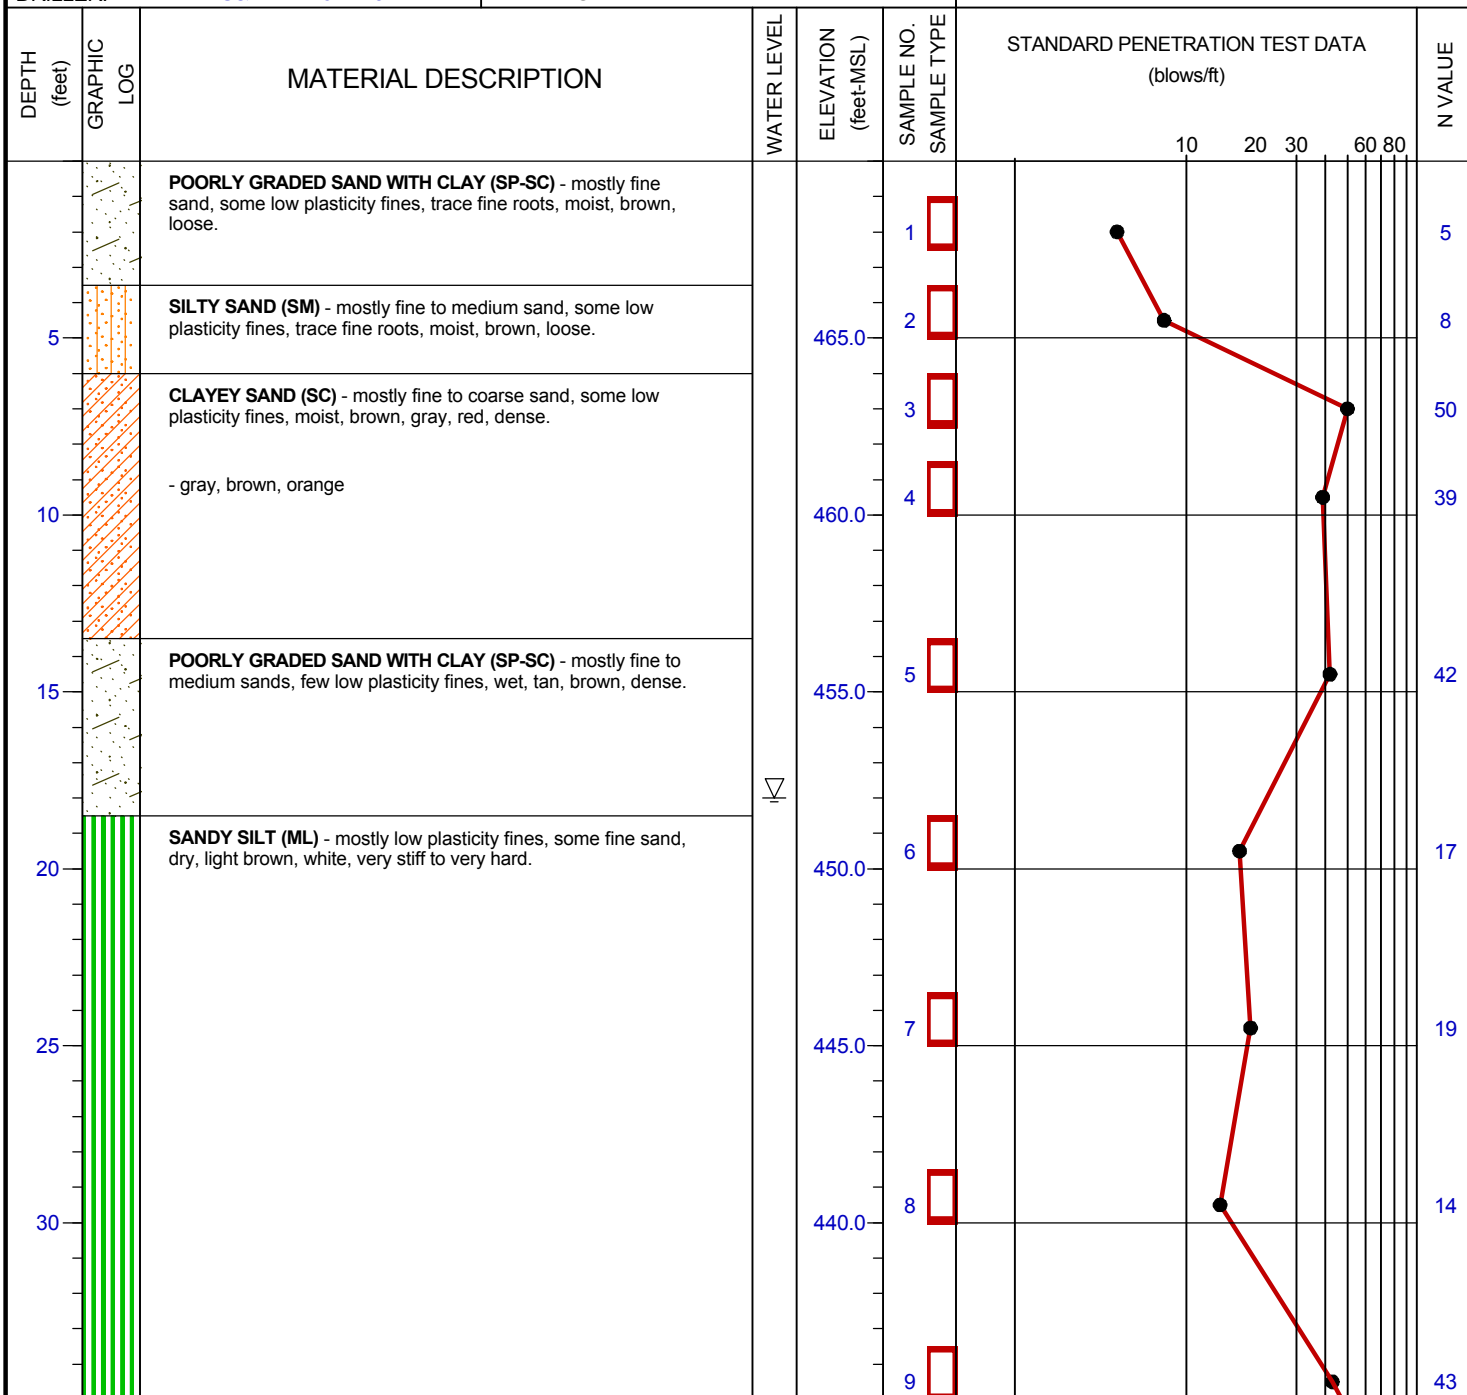 DEPTH (feet)
GRAPHIC LOG
MATERIAL DESCRIPTION
WATER LEVEL
ELEVATION (feet-MSL)
SAMPLE NO.
SAMPLE TYPE
STANDARD PENETRATION TEST DATA
(blows/ft)
N VALUE
10 20 30 60 80
POORLY GRADED SAND WITH CLAY (SP-SC) - mostly fine
sand, some low plasticity fines, trace fine roots, moist, brown,
loose.
1 5
SILTY SAND (SM) - mostly fine to medium sand, some low
plasticity fines, trace fine roots, moist, brown, loose.
2 8
5 465.0
CLAYEY SAND (SC) - mostly fine to coarse sand, some low
plasticity fines, moist, brown, gray, red, dense.
3 50
- gray, brown, orange
4 39
10 460.0
POORLY GRADED SAND WITH CLAY (SP-SC) - mostly fine to
medium sands, few low plasticity fines, wet, tan, brown, dense.
5 42
15 455.0
SANDY SILT (ML) - mostly low plasticity fines, some fine sand,
dry, light brown, white, very stiff to very hard.
6 17
20 450.0
7 19
25 445.0
8 14
30 440.0
9 43